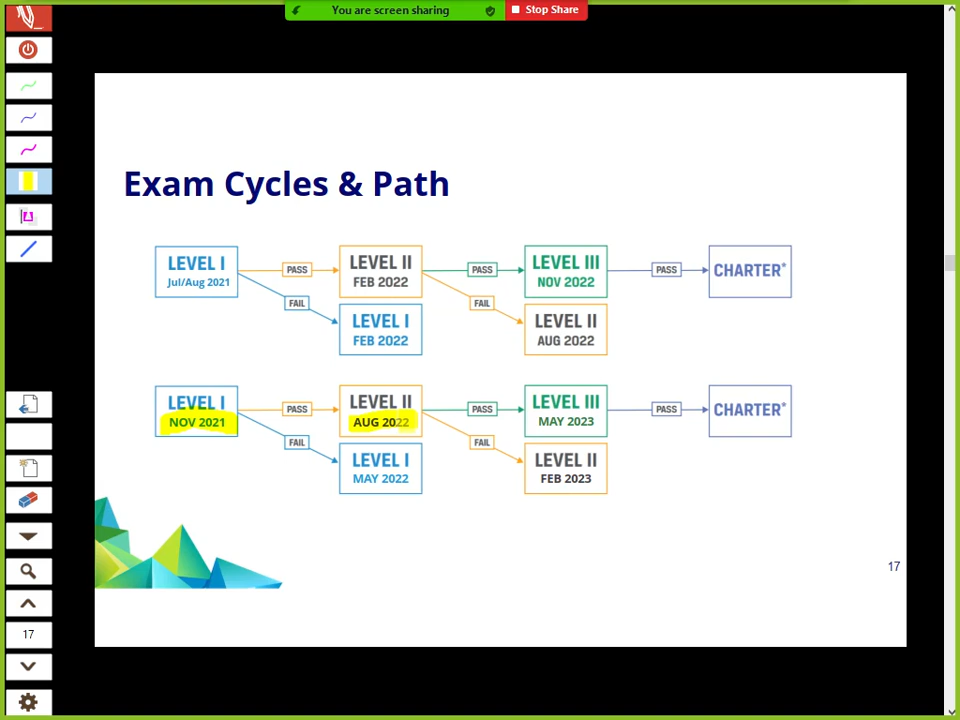 You are screen sharing
Stop Share
Exam Cycles & Path
LEVEL I
Jul/Aug 2021
PASS
LEVEL II
FEB 2022
PASS
LEVEL III
NOV 2022
PASS
CHARTER®
FAIL
LEVEL I
FEB 2022
FAIL
LEVEL II
AUG 2022
LEVEL I
NOV 2021
PASS
LEVEL II
AUG 2022
PASS
LEVEL III
MAY 2023
PASS
CHARTER®
FAIL
LEVEL I
MAY 2022
FAIL
LEVEL II
FEB 2023
17
17